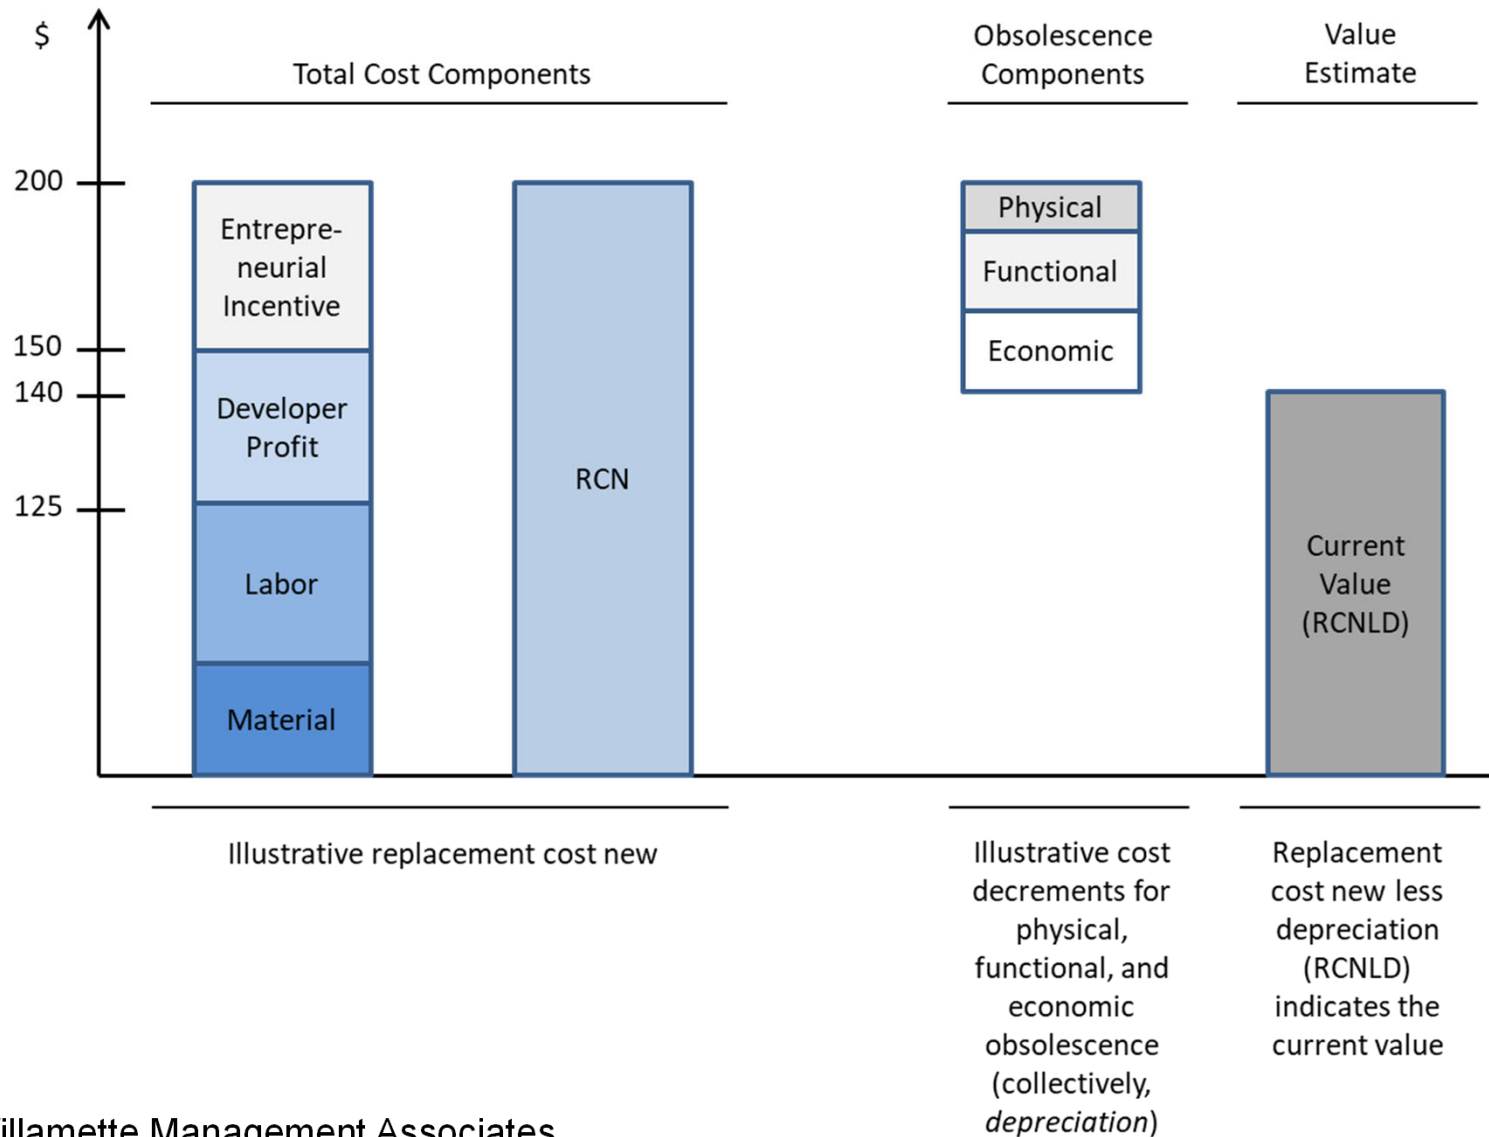 $
Total Cost Components
Obsolescence
Components
Value
Estimate
200
150
140
125
Entrepre-
neurial
Incentive
Developer
Profit
Labor
Material
RCN
Physical
Functional
Economic
Current
Value
(RCNLD)
Illustrative replacement cost new
Illustrative cost
decrements for
physical,
functional, and
economic
obsolescence
(collectively,
depreciation)
Replacement
cost new less
depreciation
(RCNLD)
indicates the
current value
illamette Management Associates